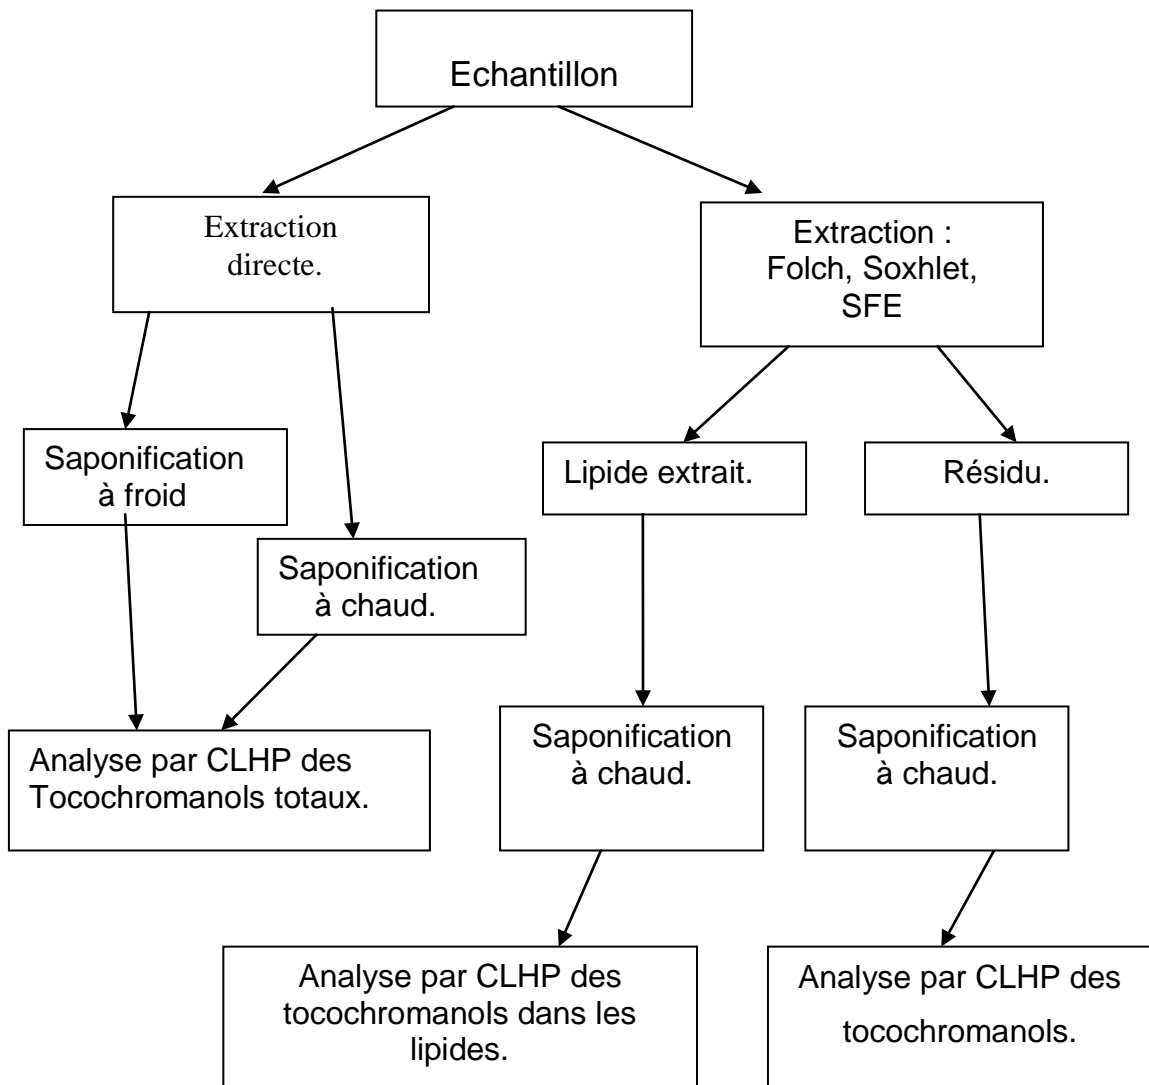 Echantillon
Extraction
directe.
Extraction :
Folch, Soxhlet,
SFE
Saponification
à froid
Saponification
à chaud.
Lipide extrait.
Résidu.
Analyse par CLHP des
Tocochromanols totaux.
Saponification
à chaud.
Saponification
à chaud.
Analyse par CLHP des
tocochromanols dans les
lipides.
Analyse par CLHP des
tocochromanols.